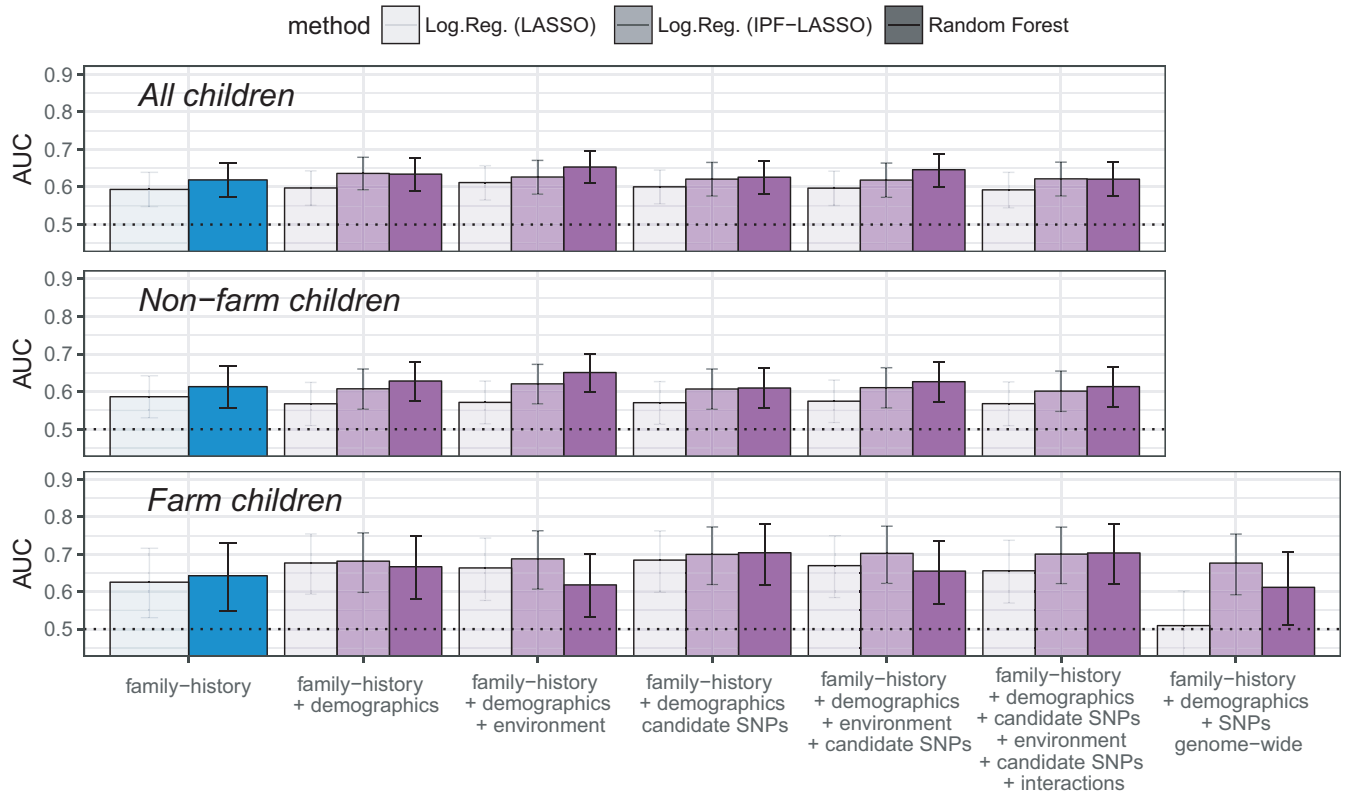 method Log.Reg. (LASSO) Log.Reg. (IPF−LASSO) Random Forest
All children
AUC
0.9
0.8
0.7
0.6
0.5
Non−farm children
AUC
0.9
0.8
0.7
0.6
0.5
Farm children
AUC
0.9
0.8
0.7
0.6
0.5
family−history
family−history
+ demographics
family−history
+ demographics
+ environment
family−history
+ demographics
candidate SNPs
family−history
+ demographics
+ environment
+ candidate SNPs
family−history
+ demographics
+ candidate SNPs
+ environment
+ candidate SNPs
+ interactions
family−history
+ demographics
+ SNPs
genome−wide